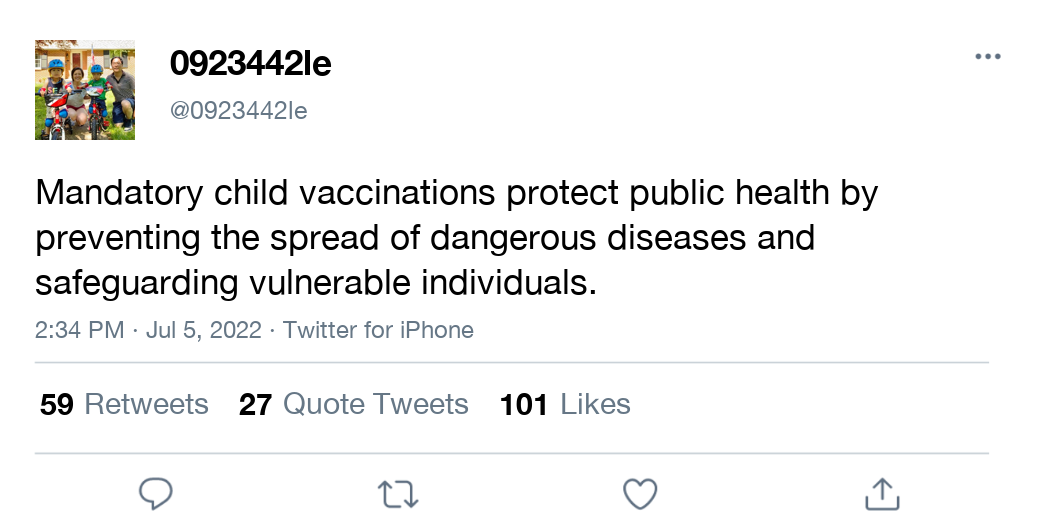 0923442le
@0923442le
Mandatory child vaccinations protect public health by
preventing the spread of dangerous diseases and
safeguarding vulnerable individuals.
2:34 PM · Jul 5, 2022 · Twitter for iPhone
59 Retweets 27 Quote Tweets 101 Likes